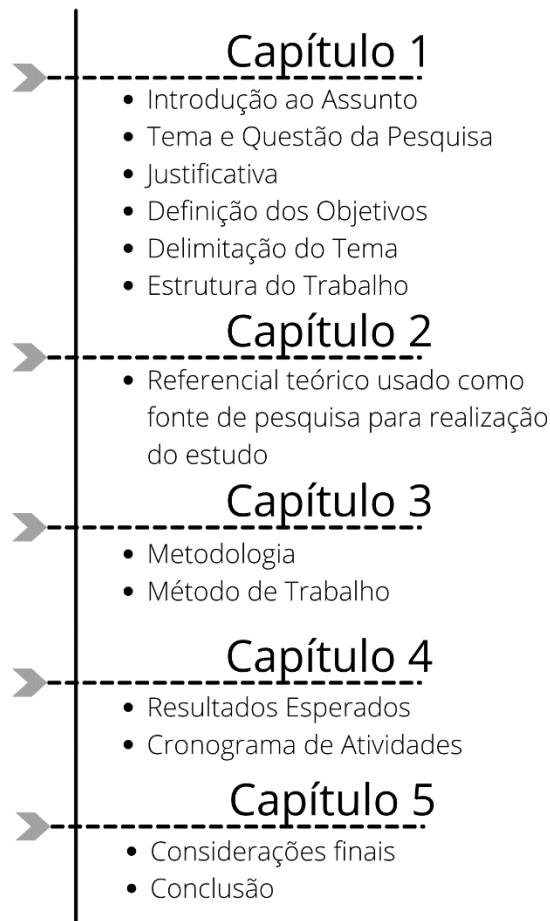 Capítulo 1
• Introdução ao Assunto
• Tema e Questão da Pesquisa
• Justificativa
• Definição dos Objetivos
• Delimitação do Tema
• Estrutura do Trabalho
Capítulo 2
• Referencial teórico usado como
fonte de pesquisa para realização
do estudo
Capítulo 3
• Metodologia
• Método de Trabalho
Capítulo 4
• Resultados Esperados
• Cronograma de Atividades
Capítulo 5
• Considerações finais
• Conclusão